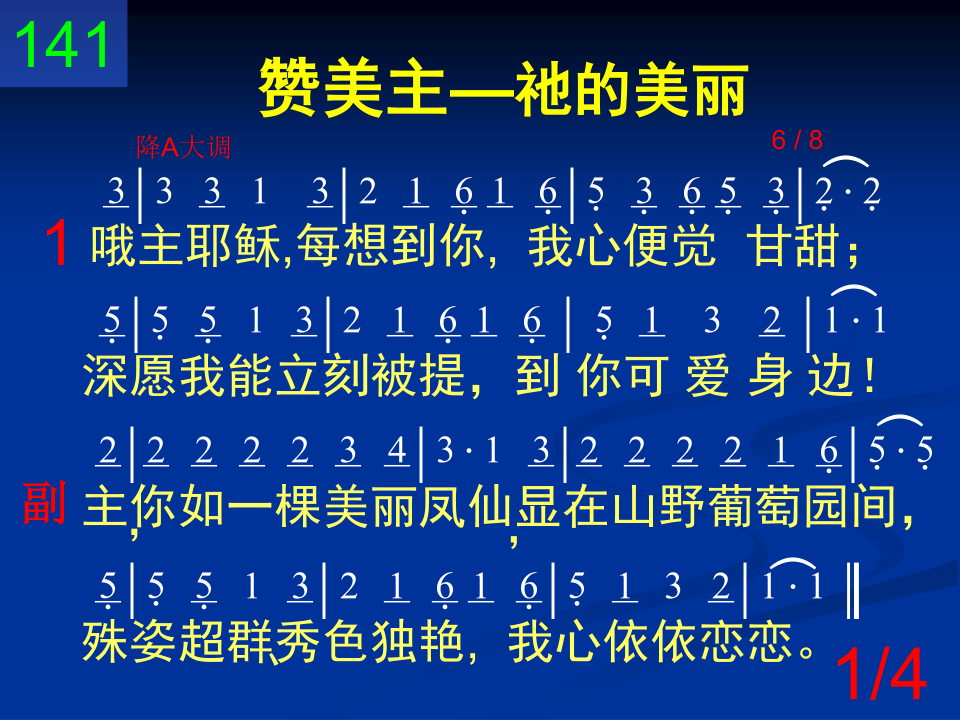 141
赞美主—祂的美丽
降A大调 6 / 8
3 | 3 3 1 3 | 2 1 6̣ 1 6̣ | 5̣ 3̣ 6̣ 5̣ 3̣ | 2̣ · 2̣
1 哦主耶稣,每想到你, 我心便觉 甘甜；
5̣ | 5̣ 5̣ 1 3 | 2 1 6̣ 1 6̣ | 5̣ 1 3 2 | 1 · 1
深愿我能立刻被提，到 你可 爱 身 边！
2 | 2 2 2 2 3 4 | 3 · 1 3 | 2 2 2 2 1 6̣ | 5̣ · 5̣
副 主，你如一棵美丽凤仙，显在山野葡萄园间，
5̣ | 5̣ 5̣ 1 3 | 2 1 6̣ 1 6̣ | 5̣ 1 3 2 | 1 · 1 ‖
殊姿超群、秀色独艳, 我心依依恋恋。
1/4